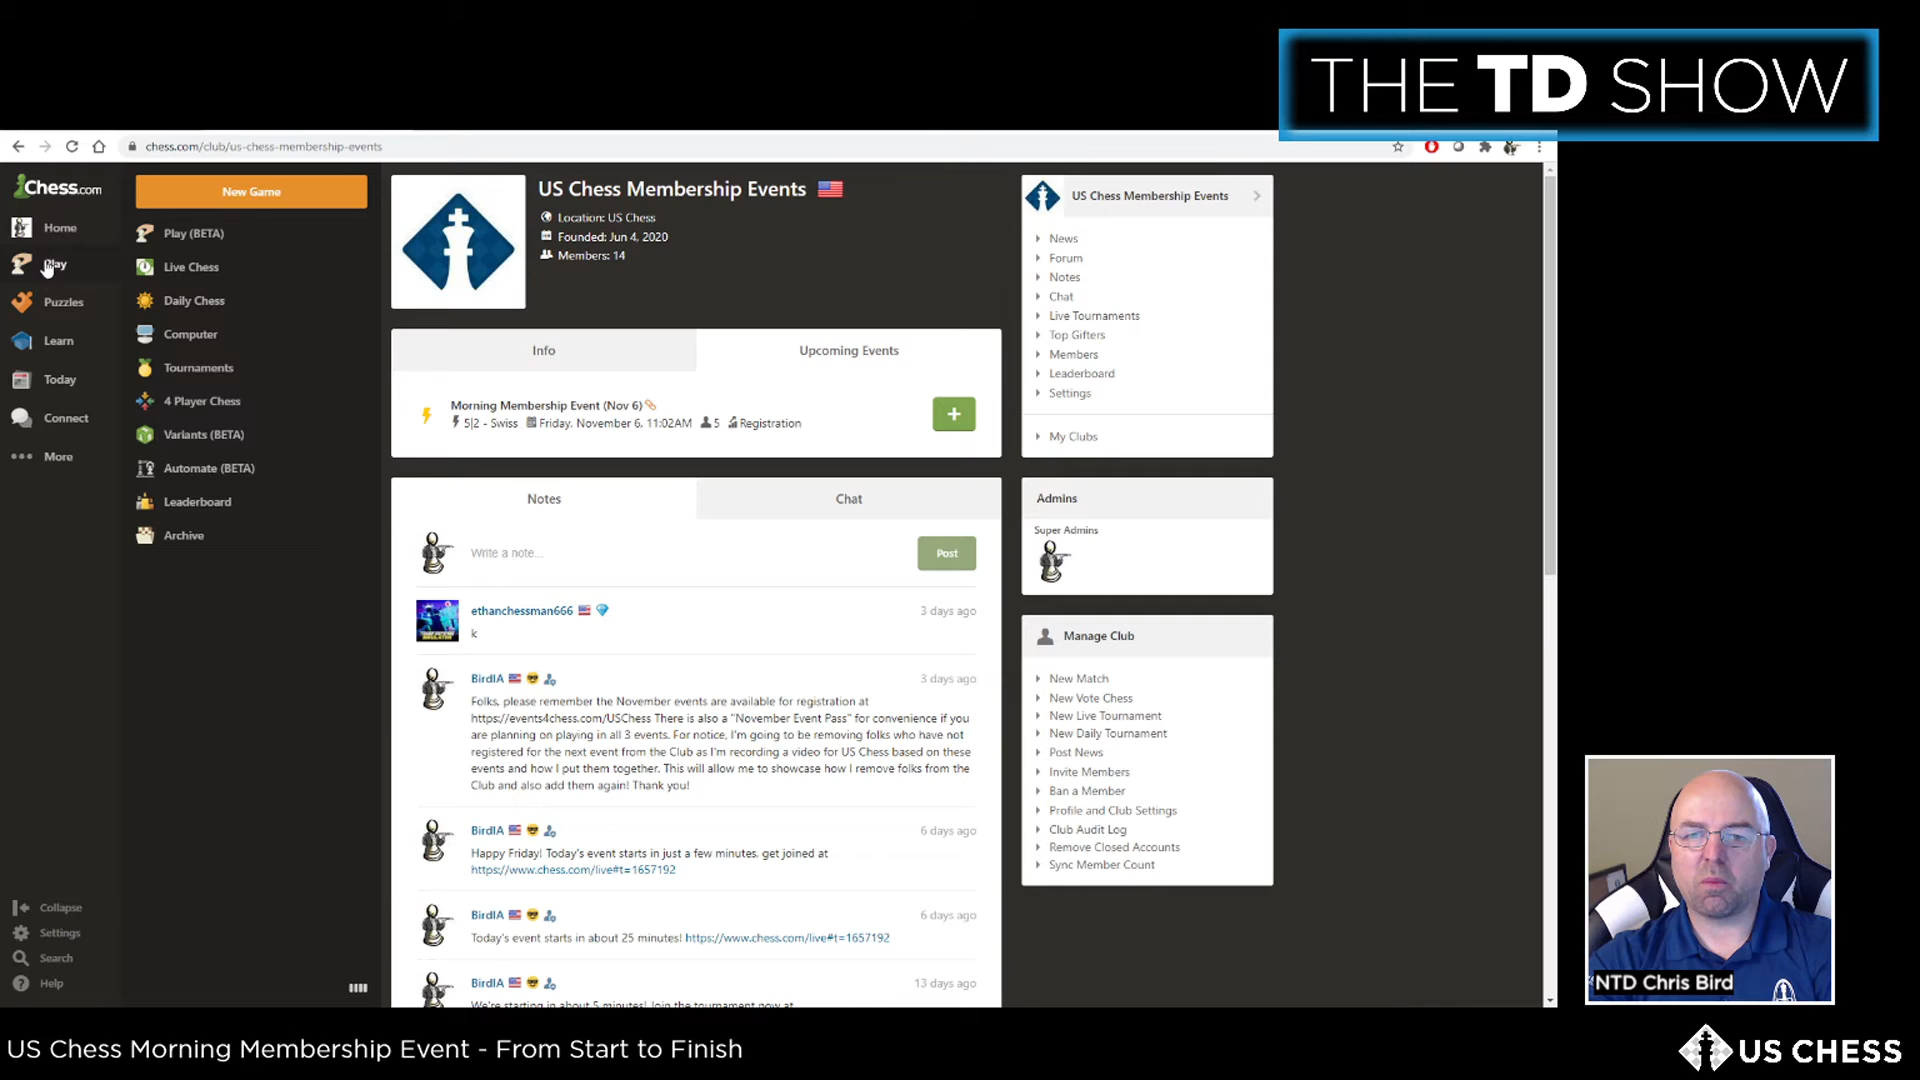 THE TD SHOW
chess.com/club/us-chess-membership-events
Chess.com
Home
Play
Puzzles
Learn
Today
Connect
More
Collapse
Settings
Search
Help
New Game
Play (BETA)
Live Chess
Daily Chess
Computer
Tournaments
4 Player Chess
Variants (BETA)
Automate (BETA)
Leaderboard
Archive
US Chess Membership Events
Location: US Chess
Founded: Jun 4, 2020
Members: 14
Info
Upcoming Events
Morning Membership Event (Nov 6)
5|2 - Swiss Friday, November 6, 11:02AM 5 Registration
Notes
Chat
Write a note...
Post
ethanchessman666 3 days ago
k
BirdIA 3 days ago
Folks, please remember the November events are available for registration at
https://events4chess.com/USChess There is also a "November Event Pass" for convenience if you
are planning on playing in all 3 events. For notice, I'm going to be removing folks who have not
registered for the next event from the Club as I'm recording a video for US Chess based on these
events and how I put them together. This will allow me to showcase how I remove folks from the
Club and also add them again! Thank you!
BirdIA 6 days ago
Happy Friday! Today's event starts in just a few minutes, get joined at
https://www.chess.com/live#t=1657192
BirdIA 6 days ago
Today's event starts in about 25 minutes! https://www.chess.com/live#t=1657192
BirdIA 13 days ago
We're starting in about 5 minutes! Join the tournament now at
US Chess Membership Events
News
Forum
Notes
Chat
Live Tournaments
Top Gifters
Members
Leaderboard
Settings
My Clubs
Admins
Super Admins
Manage Club
New Match
New Vote Chess
New Live Tournament
New Daily Tournament
Post News
Invite Members
Ban a Member
Profile and Club Settings
Club Audit Log
Remove Closed Accounts
Sync Member Count
NTD Chris Bird
US Chess Morning Membership Event - From Start to Finish
US CHESS